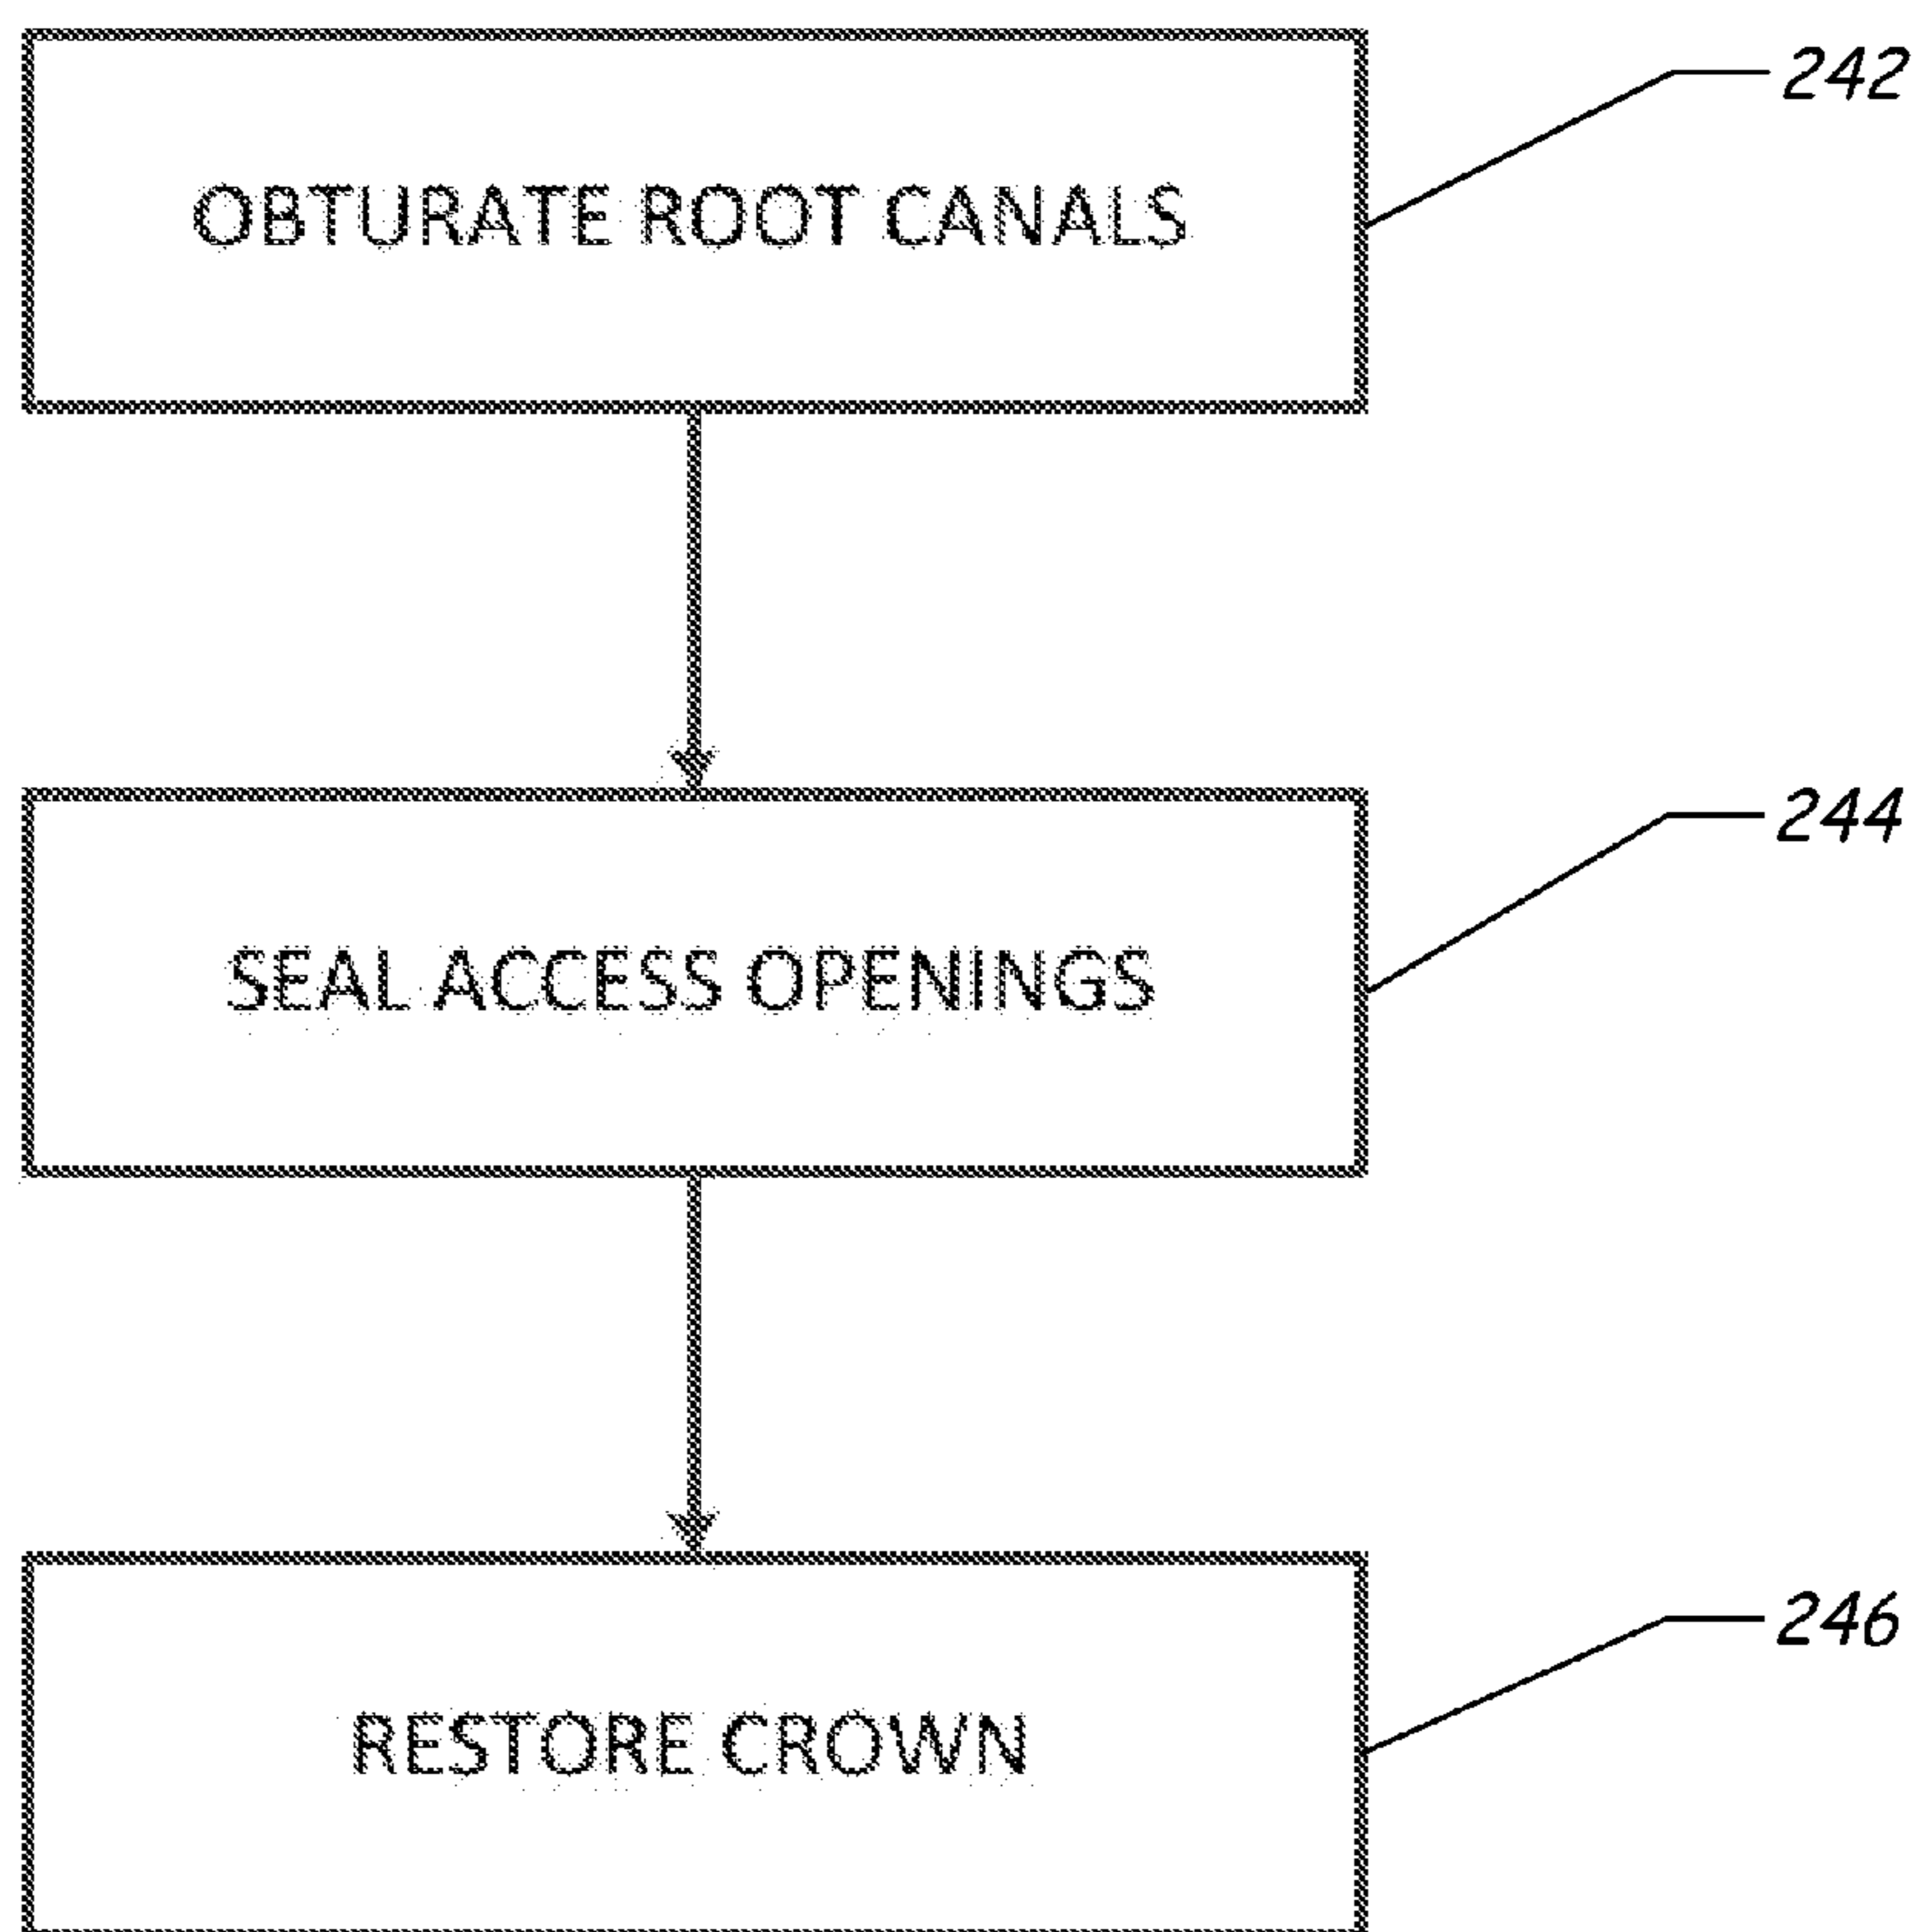 242
OBTURATE ROOT CANALS
244
SEAL ACCESS OPENINGS
246
RESTORE CROWN